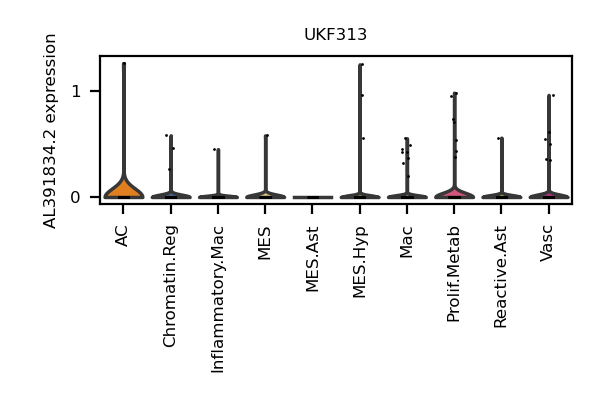 UKF313
AL391834.2 expression
1
0
AC
Chromatin.Reg
Inflammatory.Mac
MES
MES.Ast
MES.Hyp
Mac
Prolif.Metab
Reactive.Ast
Vasc